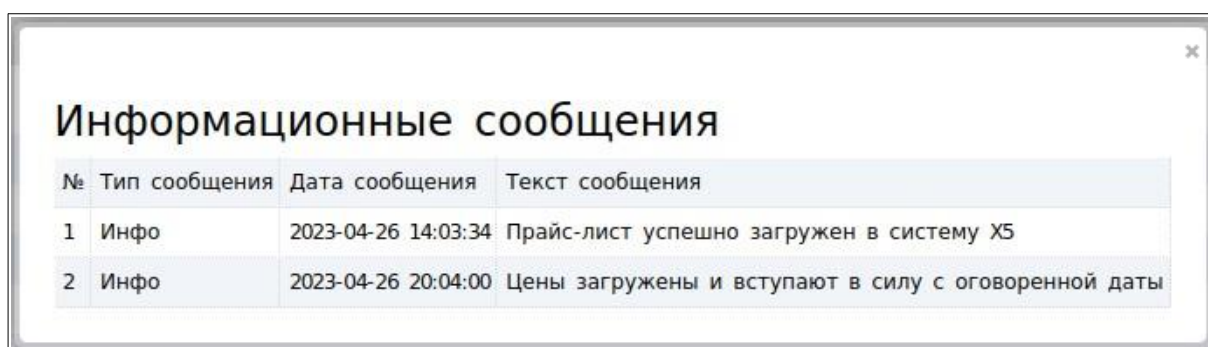 Информационные сообщения
№ Тип сообщения Дата сообщения Текст сообщения
1 Инфо 2023-04-26 14:03:34 Прайс-лист успешно загружен в систему X5
2 Инфо 2023-04-26 20:04:00 Цены загружены и вступают в силу с оговоренной даты